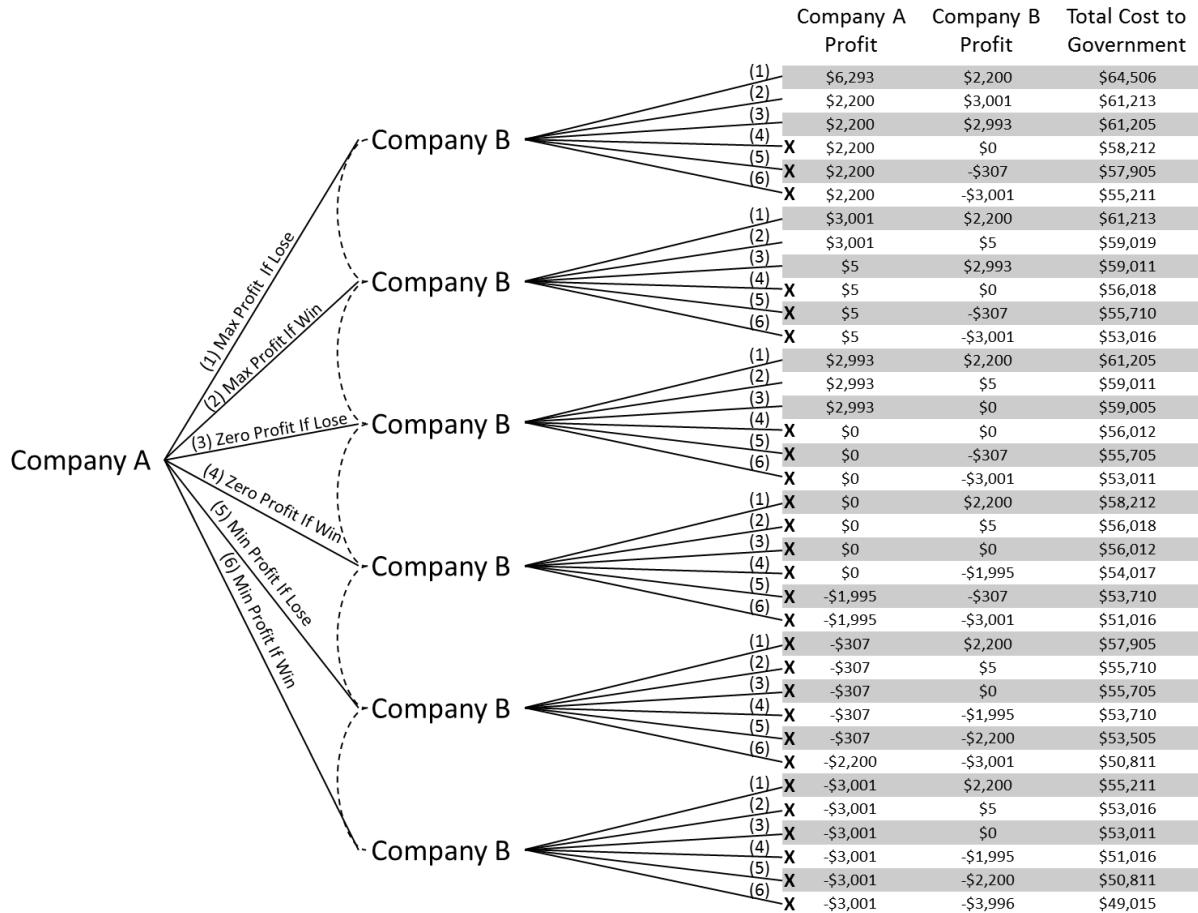 Company A Company B Total Cost to
Profit Profit Government
(1) $6,293 $2,200 $64,506
(2) $2,200 $3,001 $61,213
(3) $2,200 $2,993 $61,205
Company B
(4) X $2,200 $0 $58,212
(5) X $2,200 -$307 $57,905
(6) X $2,200 -$3,001 $55,211
(1) $3,001 $2,200 $61,213
(2) $3,001 $5 $59,019
(3) $5 $2,993 $59,011
Company B
(4) X $5 $0 $56,018
(5) X $5 -$307 $55,710
(6) X $5 -$3,001 $53,016
(1) $2,993 $2,200 $61,205
(2) $2,993 $5 $59,011
(3) $2,993 $0 $59,005
Company B
(4) X $0 $0 $56,012
(5) X $0 -$307 $55,705
(6) X $0 -$3,001 $53,011
Company A
(1) Max Profit If Lose
(2) Max Profit If Win
(3) Zero Profit If Lose
(4) Zero Profit If Win
(5) Min Profit If Lose
(6) Min Profit If Win
(1) X $0 $2,200 $58,212
(2) X $0 $5 $56,018
(3) X $0 $0 $56,012
Company B
(4) X $0 -$1,995 $54,017
(5) X -$1,995 -$307 $53,710
(6) X -$1,995 -$3,001 $51,016
(1) X -$307 $2,200 $57,905
(2) X -$307 $5 $55,710
(3) X -$307 $0 $55,705
Company B
(4) X -$307 -$1,995 $53,710
(5) X -$307 -$2,200 $53,505
(6) X -$2,200 -$3,001 $50,811
(1) X -$3,001 $2,200 $55,211
(2) X -$3,001 $5 $53,016
(3) X -$3,001 $0 $53,011
Company B
(4) X -$3,001 -$1,995 $51,016
(5) X -$3,001 -$2,200 $50,811
(6) X -$3,001 -$3,996 $49,015